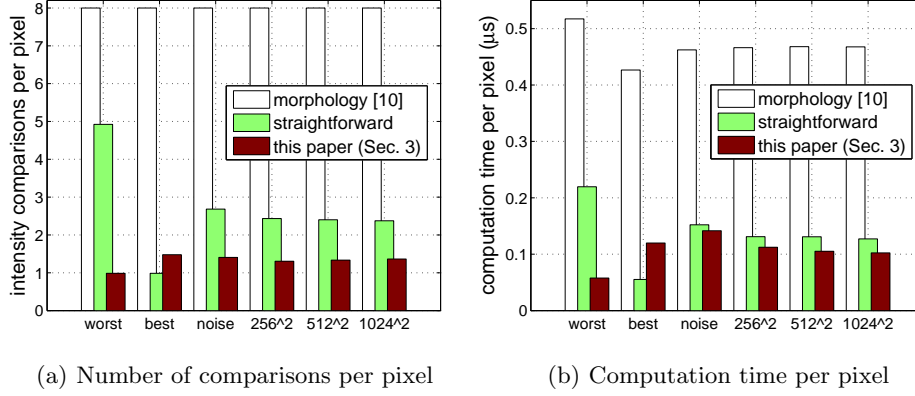 intensity comparisons per pixel
8
7
6
5
4
3
2
1
0
morphology [10]
straightforward
this paper (Sec. 3)
worst best noise 256^2 512^2 1024^2
(a) Number of comparisons per pixel
computation time per pixel (μs)
0.5
0.4
0.3
0.2
0.1
0
morphology [10]
straightforward
this paper (Sec. 3)
worst best noise 256^2 512^2 1024^2
(b) Computation time per pixel